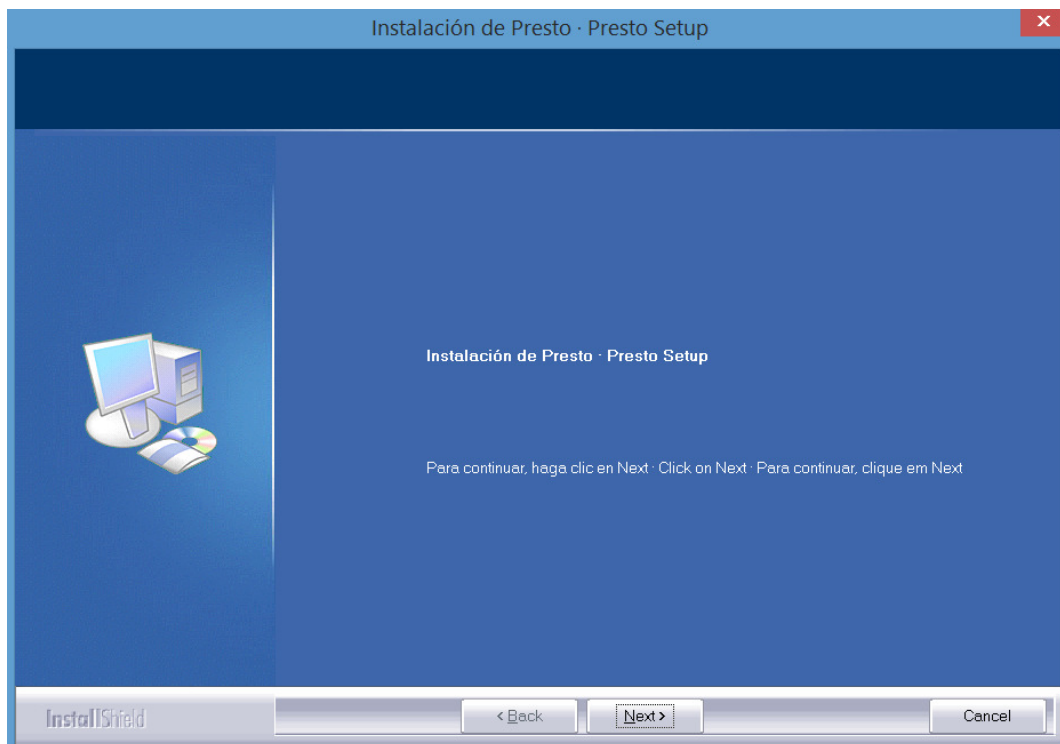 Instalación de Presto · Presto Setup
Instalación de Presto · Presto Setup
Para continuar, haga clic en Next · Click on Next · Para continuar, clique em Next
InstallShield
< Back
Next >
Cancel